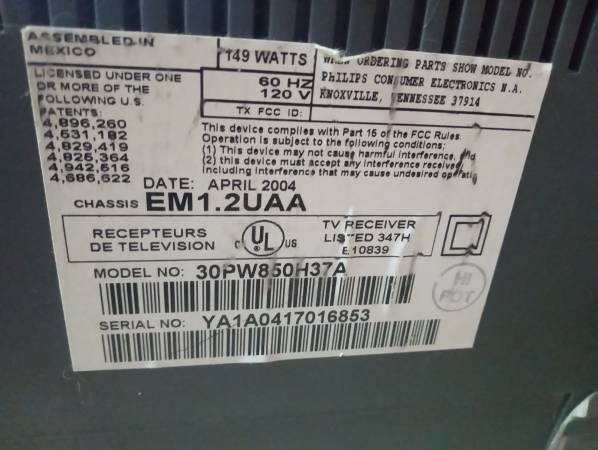 ASSEMBLED IN
MEXICO
LICENSED UNDER ONE
OR MORE OF THE
FOLLOWING U.S.
PATENTS:
4,896,260
4,531,182
4,829,419
4,825,364
4,942,516
4,686,622
149 WATTS
60 HZ
120 V
TX FCC ID:
WHEN ORDERING PARTS SHOW MODEL NO.
PHILIPS CONSUMER ELECTRONICS N.A.
KNOXVILLE, TENNESSEE 37914
This device complies with Part 15 of the FCC Rules.
Operation is subject to the following conditions;
(1) This device may not cause harmful interference, and
(2) this device must accept any interference received,
including interference that may cause undesired operation
DATE: APRIL 2004
CHASSIS EM1.2UAA
RECEPTEURS
DE TELEVISION
C UL US
TV RECEIVER
LISTED 347H
E10839
MODEL NO: 30PW850H37A
HI
POT
SERIAL NO: YA1A0417016853